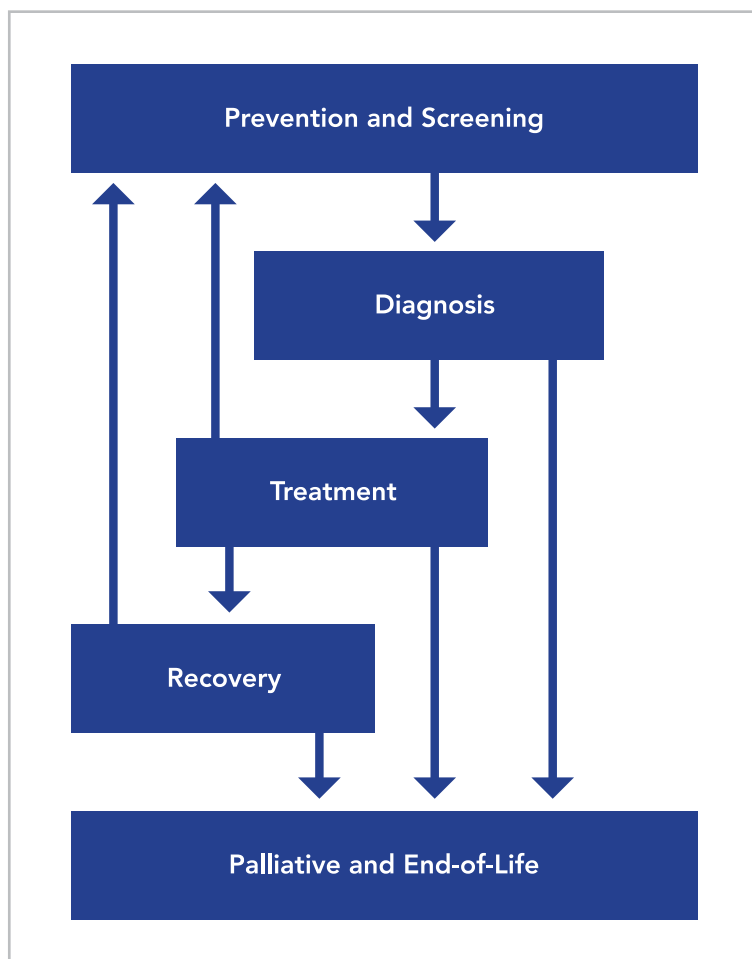 Prevention and Screening
Diagnosis
Treatment
Recovery
Palliative and End-of-Life